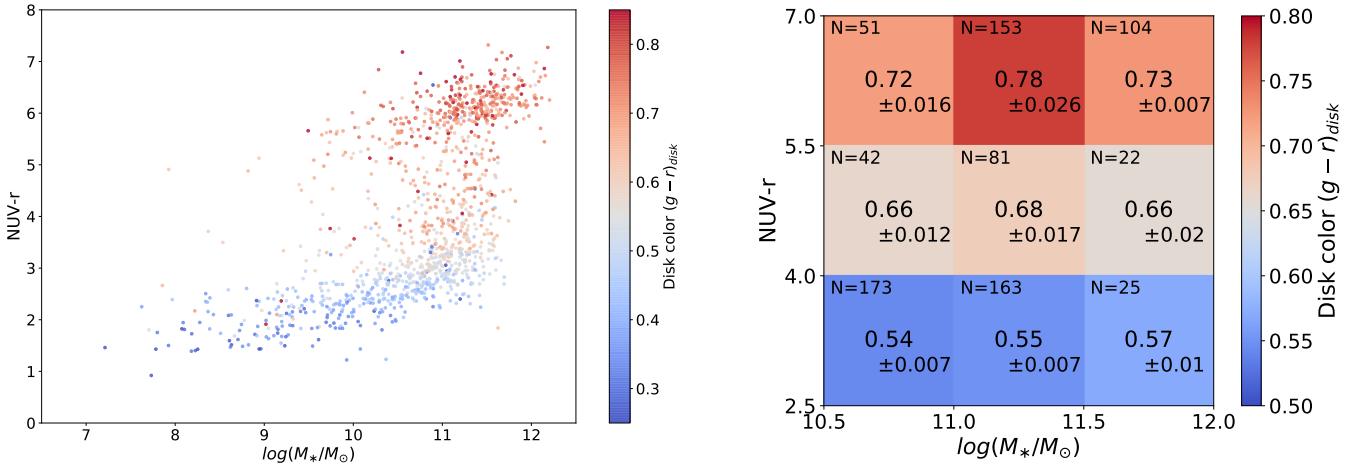 8
7
6
5
4
3
2
1
0
NUV-r
7 8 9 10 11 12
log(M∗/M⊙)
0.8
0.7
0.6
0.5
0.4
0.3
Disk color (g − r)disk
7.0
5.5
4.0
2.5
NUV-r
N=51 N=153 N=104
0.72 0.78 0.73
±0.016 ±0.026 ±0.007
N=42 N=81 N=22
0.66 0.68 0.66
±0.012 ±0.017 ±0.02
N=173 N=163 N=25
0.54 0.55 0.57
±0.007 ±0.007 ±0.01
10.5 11.0 11.5 12.0
log(M∗/M⊙)
0.80
0.75
0.70
0.65
0.60
0.55
0.50
Disk color (g − r)disk